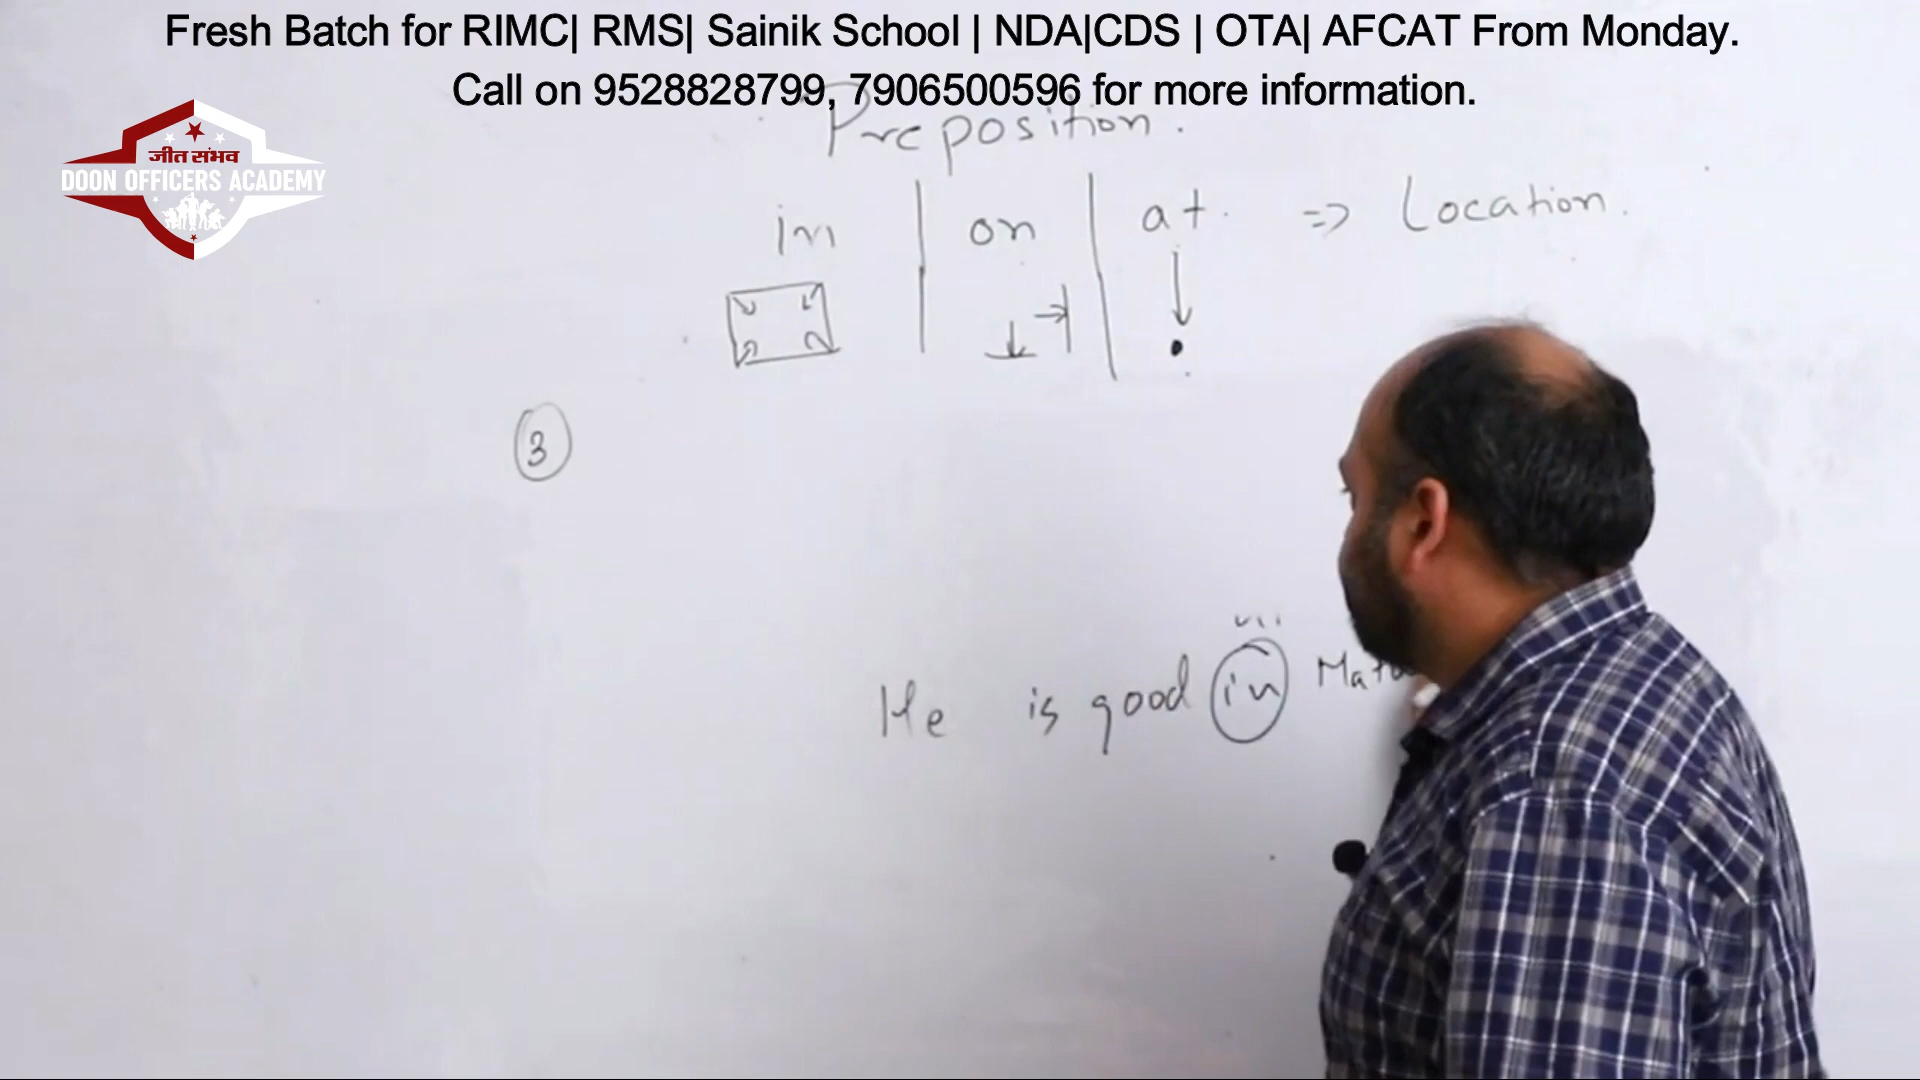 Fresh Batch for RIMC| RMS| Sainik School | NDA|CDS | OTA| AFCAT From Monday.
Call on 9528828799, 7906500596 for more information.
जीत संभव
DOON OFFICERS ACADEMY
Preposition.
in | on | at. => Location.
3
He is good in